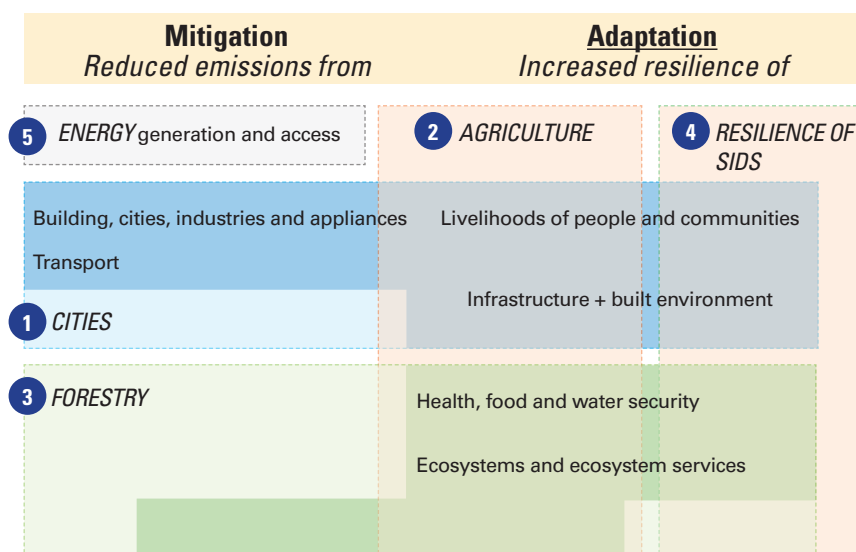 Mitigation
Reduced emissions from
Adaptation
Increased resilience of
5 ENERGY generation and access
2 AGRICULTURE
4 RESILIENCE OF
SIDS
Building, cities, industries and appliances
Transport
Livelihoods of people and communities
Infrastructure + built environment
1 CITIES
3 FORESTRY
Health, food and water security
Ecosystems and ecosystem services